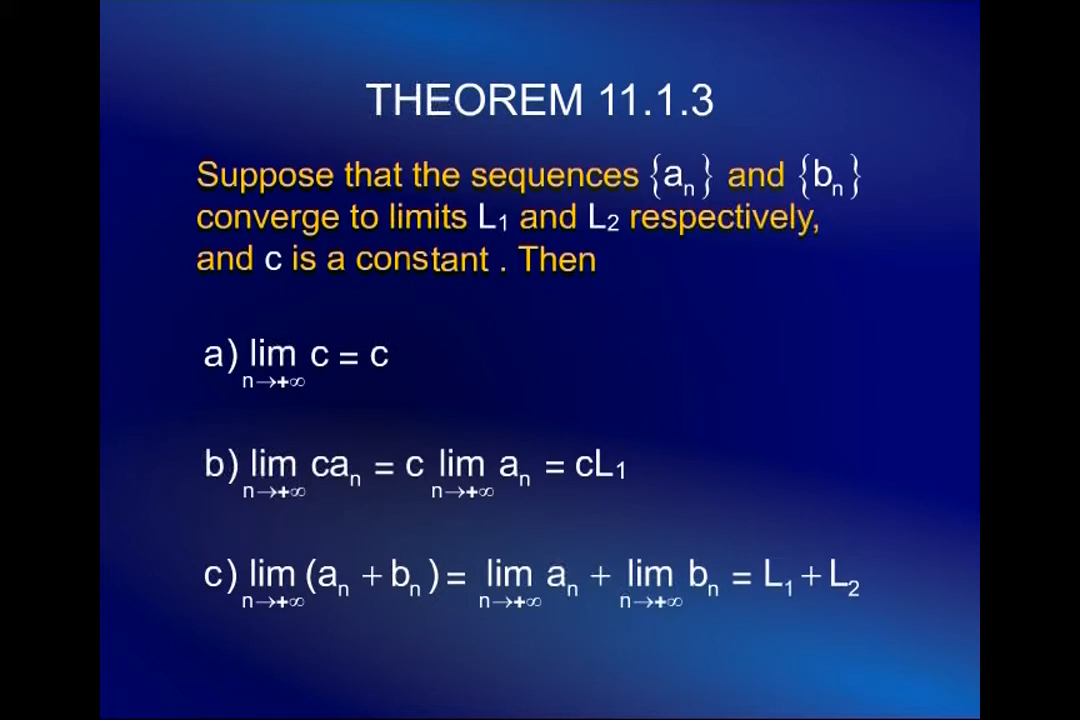 THEOREM 11.1.3
Suppose that the sequences {aₙ} and {bₙ}
converge to limits L₁ and L₂ respectively,
and c is a constant . Then
a) lim c = c
n→+∞
b) lim caₙ = c lim aₙ = cL₁
n→+∞ n→+∞
c) lim (aₙ + bₙ) = lim aₙ + lim bₙ = L₁ + L₂
n→+∞ n→+∞ n→+∞